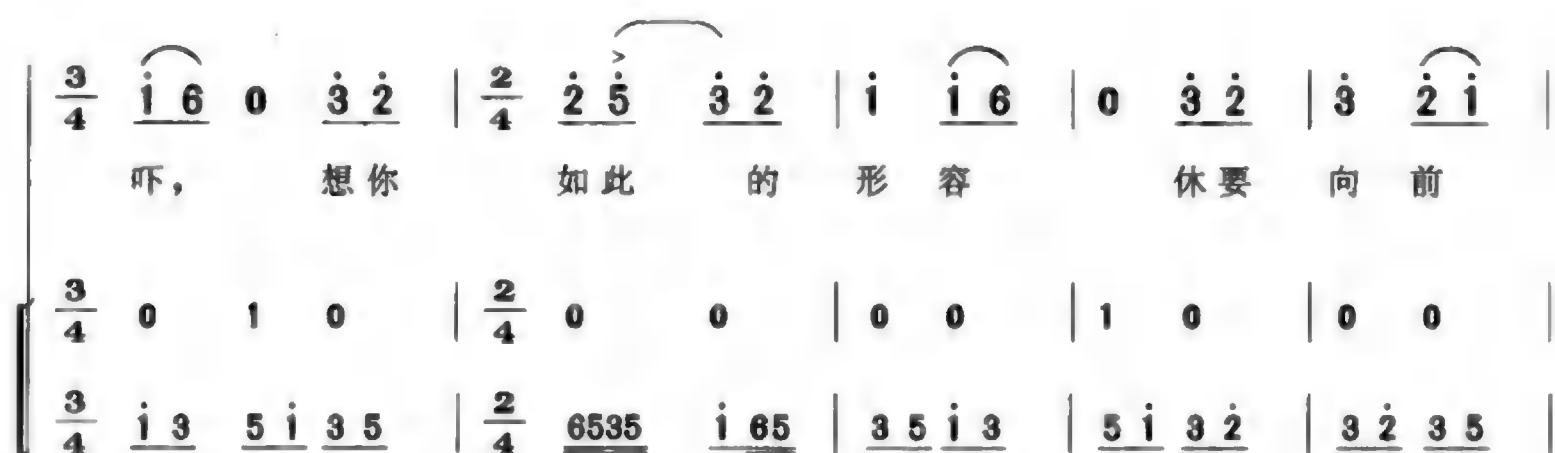 3/4 i̇ 6 0 3̇ 2̇ | 2/4 2̇ 5̇ 3̇ 2̇ | i̇ i̇ 6 | 0 3̇ 2̇ | 3̇ 2̇ i̇ |
吓， 想你 如此 的 形 容 休要 向 前
3/4 0 1 0 | 2/4 0 0 | 0 0 | 1 0 | 0 0 |
3/4 i̇ 3 5 i̇ 3 5 | 2/4 6535 i̇ 65 | 3 5 i̇ 3 | 5 i̇ 3 2̇ | 3 2̇ 3 5 |